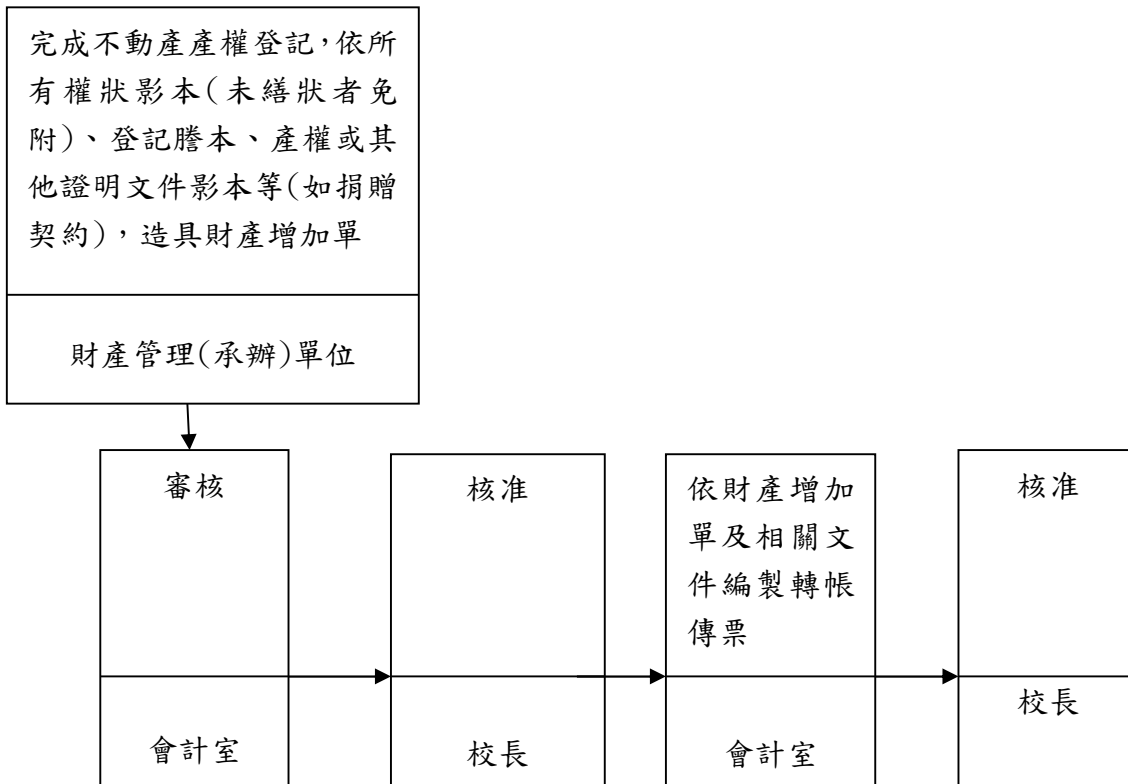 完成不動產產權登記，依所
有權狀影本(未繕狀者免
附)、登記謄本、產權或其
他證明文件影本等(如捐贈
契約)，造具財產增加單
財產管理(承辦)單位
審核
會計室
核准
校長
依財產增加
單及相關文
件編製轉帳
傳票
會計室
核准
校長